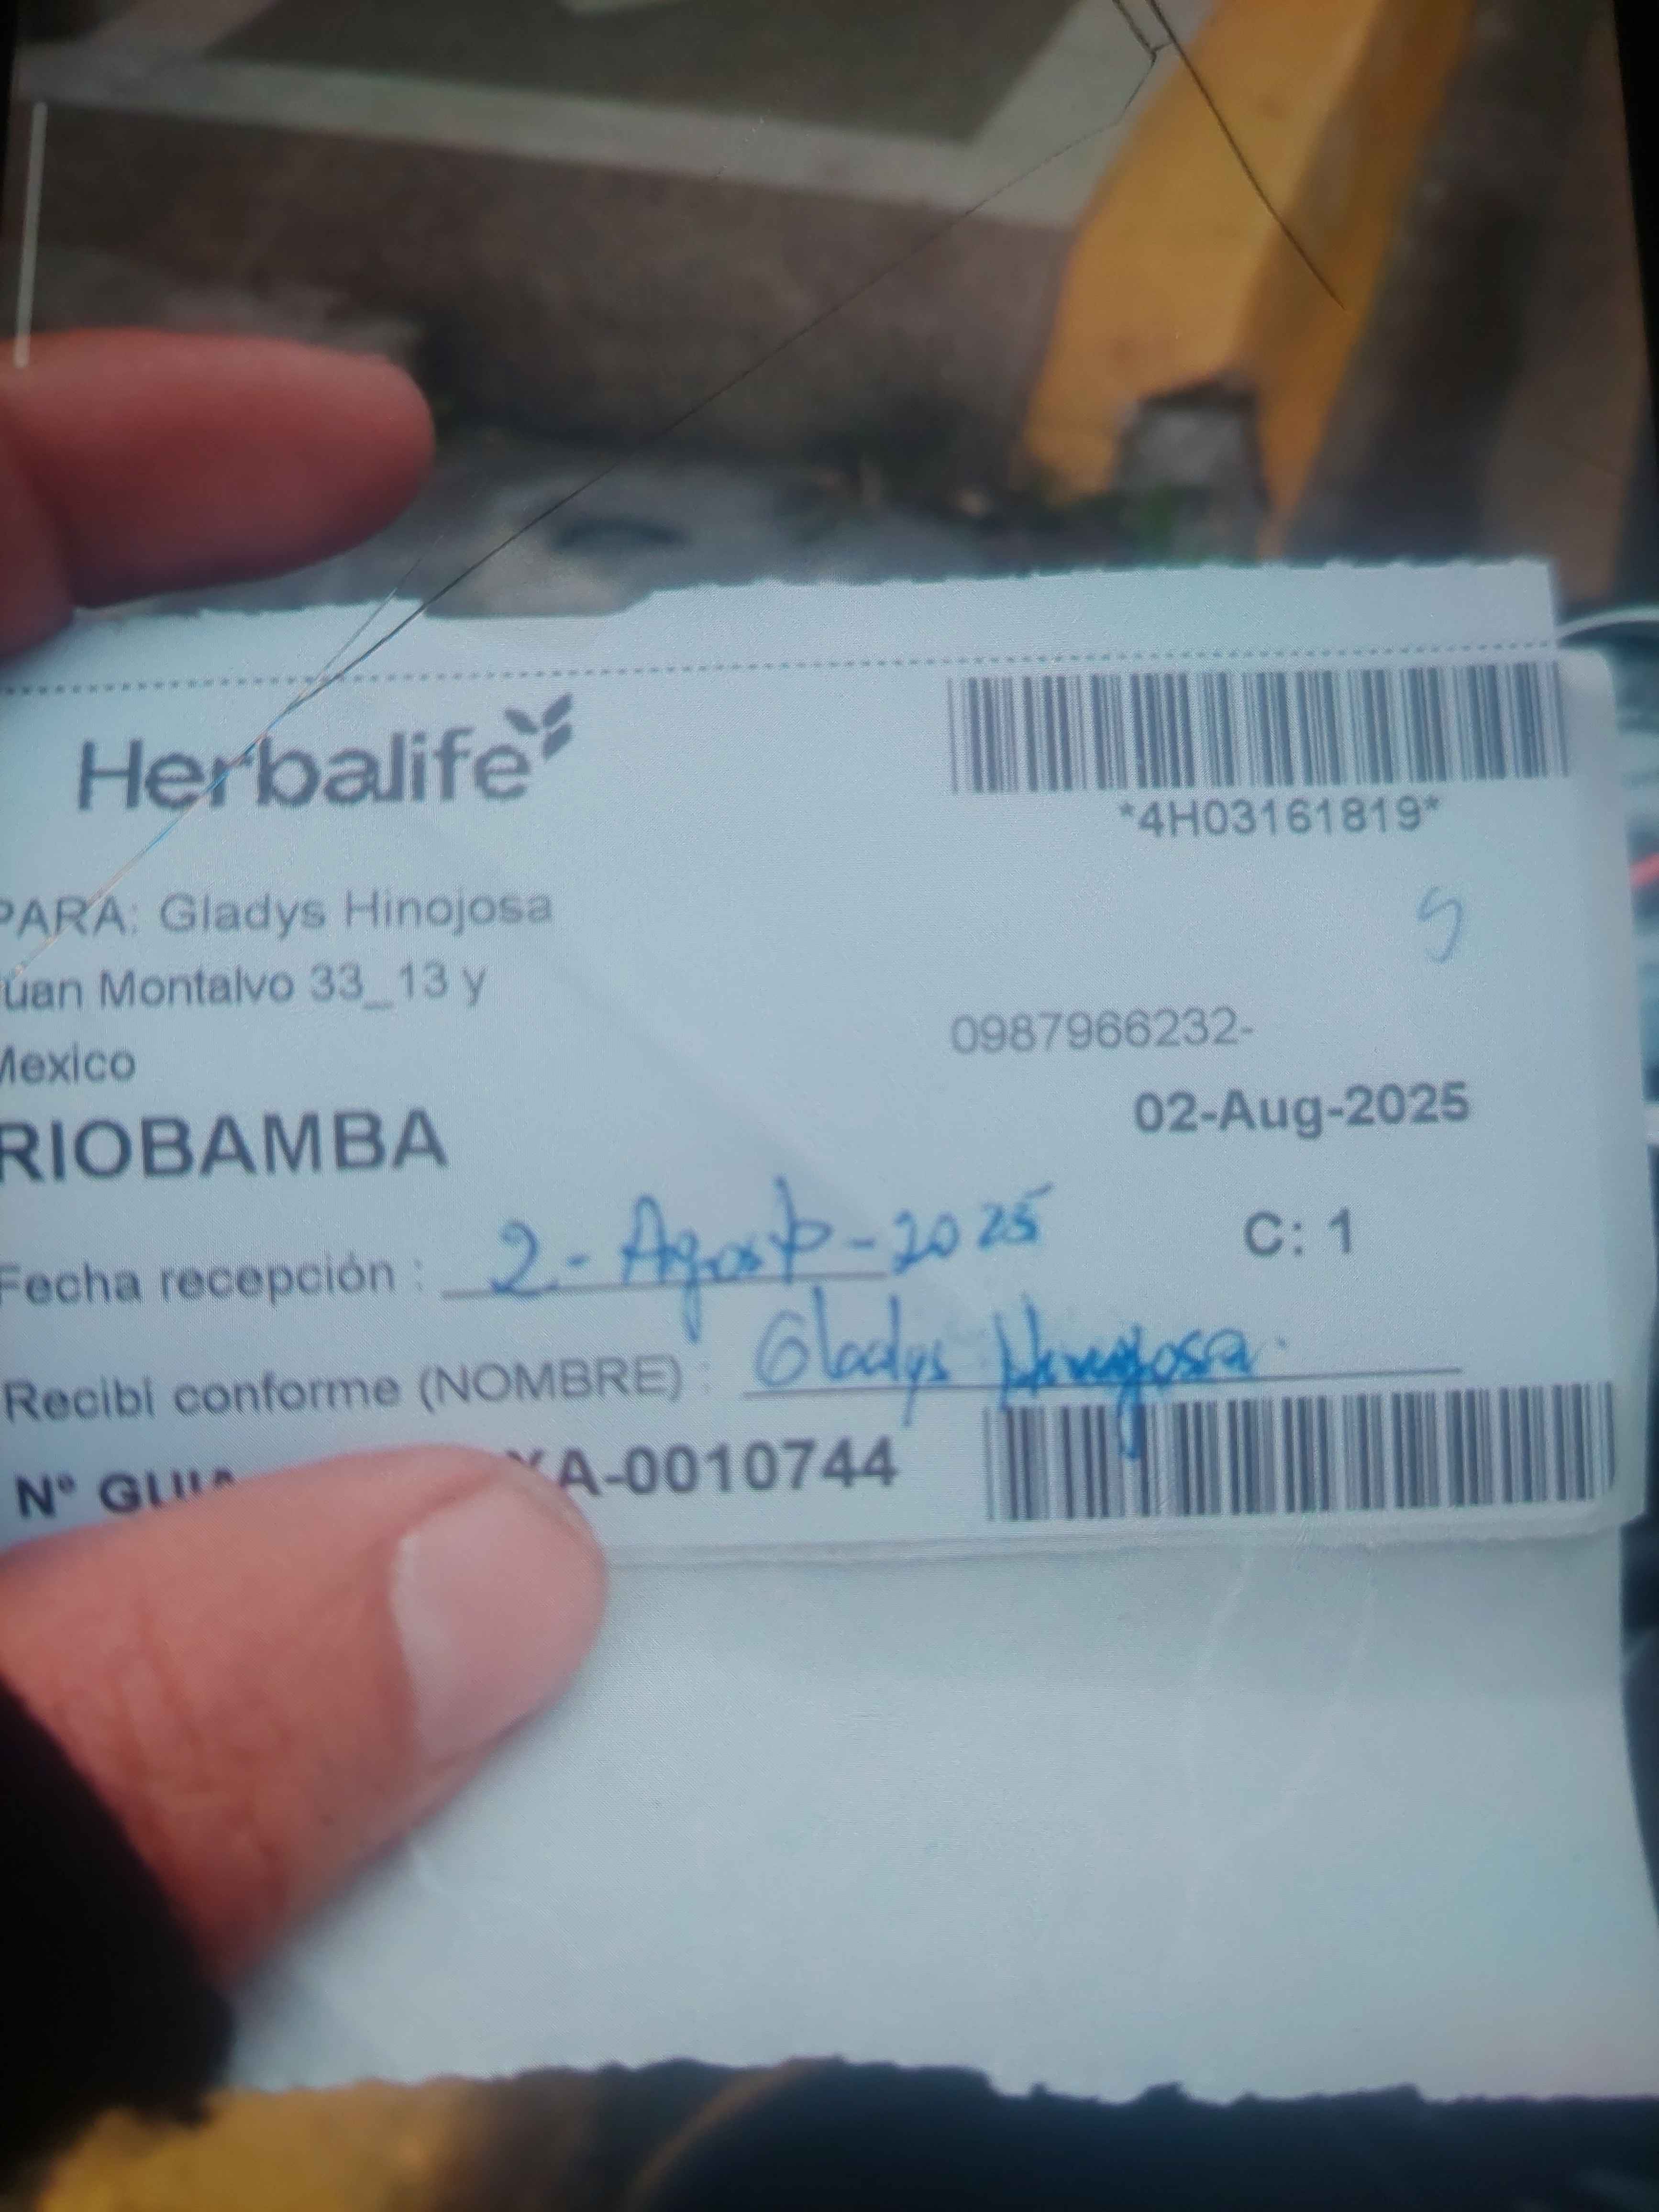 Herbalife
*4H03161819*
PARA: Gladys Hinojosa
uan Montalvo 33_13 y
0987966232-
Mexico
02-Aug-2025
RIOBAMBA
C: 1
Fecha recepción : 2-Agosto-2025
Recibi conforme (NOMBRE) : Gladys Hinojosa.
N° GUIA XA-0010744